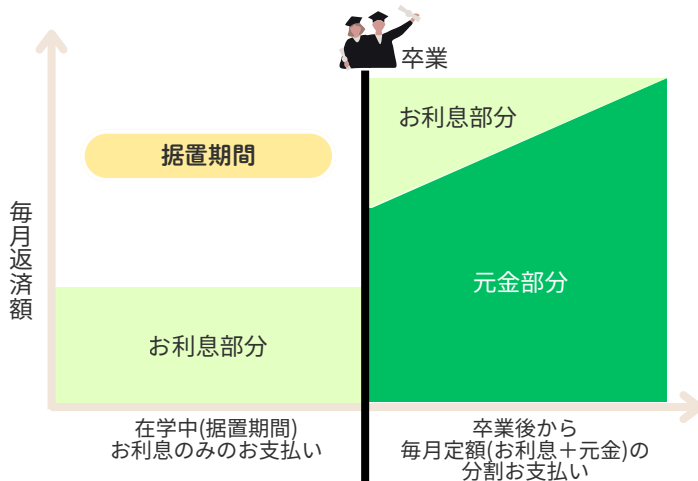 卒業
お利息部分
据置期間
毎月返済額
元金部分
お利息部分
在学中(据置期間)
お利息のみのお支払い
卒業後から
毎月定額(お利息+元金)の
分割お支払い